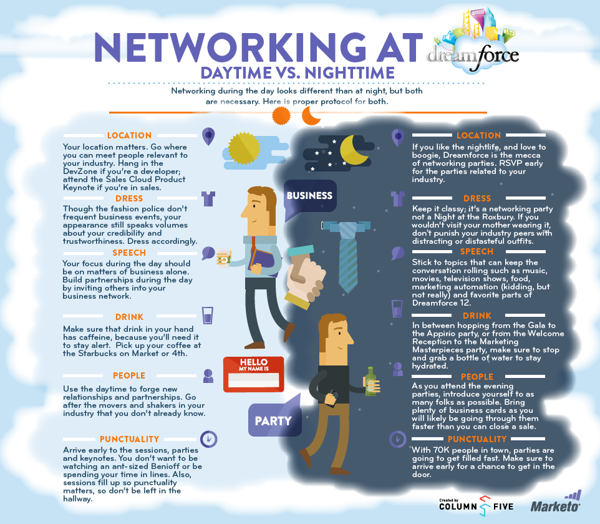 NETWORKING AT
dreamforce
DAYTIME VS. NIGHTTIME
Networking during the day looks different than at night, but both
are necessary. Here is proper protocol for both.
LOCATION
Your location matters. Go where
you can meet people relevant to
your industry. Hang in the
DevZone if you're a developer;
attend the Sales Cloud Product
Keynote if you're in sales.
DRESS
Though the fashion police don't
frequent business events, your
appearance still speaks volumes
about your credibility and
trustworthiness. Dress accordingly.
SPEECH
Your focus during the day should
be on matters of business alone.
Build partnerships during the day
by inviting others into your
business network.
DRINK
Make sure that drink in your hand
has caffeine, because you'll need it
to stay alert. Pick up your coffee
at the Starbucks on Market or 4th.
PEOPLE
Use the daytime to forge new
relationships and partnerships. Go
after the movers and shakers in your
industry that you don't already know.
PUNCTUALITY
Arrive early to the sessions, parties
and keynotes. You don't want to be
watching an ant-sized Benioff or be
spending your time in lines. Also,
sessions fill up so punctuality
matters, so don't be left in the
hallway.
BUSINESS
HELLO
MY NAME IS
PARTY
LOCATION
If you like the nightlife, and love to
boogie, Dreamforce is the mecca
of networking parties. RSVP early
for the parties related to your
industry.
DRESS
Keep it classy; it's a networking party
not a Night at the Roxbury. If you
wouldn't visit your mother wearing it,
don't punish your industry peers with
distracting or distasteful outfits.
SPEECH
Stick to topics that can keep the
conversation rolling such as music,
movies, television shows, food,
marketing automation (kidding, but
not really) and favorite parts of
Dreamforce 12.
DRINK
In between hopping from the Gala to
the Appirio party, or from the Welcome
Reception to the Marketing
Masterpieces party, make sure to stop
and grab a bottle of water to stay
hydrated.
PEOPLE
As you attend the evening
parties, introduce yourself to as
many folks as possible. Bring
plenty of business cards as you
will likely be going through them
faster than you can close a sale.
PUNCTUALITY
With 70K people in town, parties are
going to get filled fast. Make sure to
arrive early for a chance to get in the
door.
Created by
COLUMN FIVE
Marketo